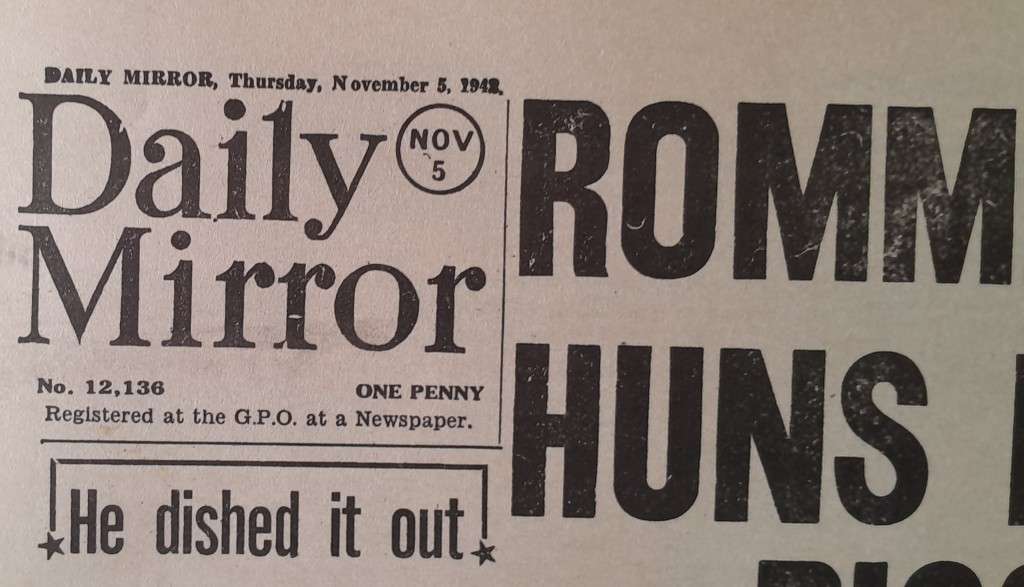 DAILY MIRROR, Thursday, November 5, 1942.
Daily
Mirror
NOV
5
No. 12,136
ONE PENNY
Registered at the G.P.O. at a Newspaper.
He dished it out
ROMM
HUNS